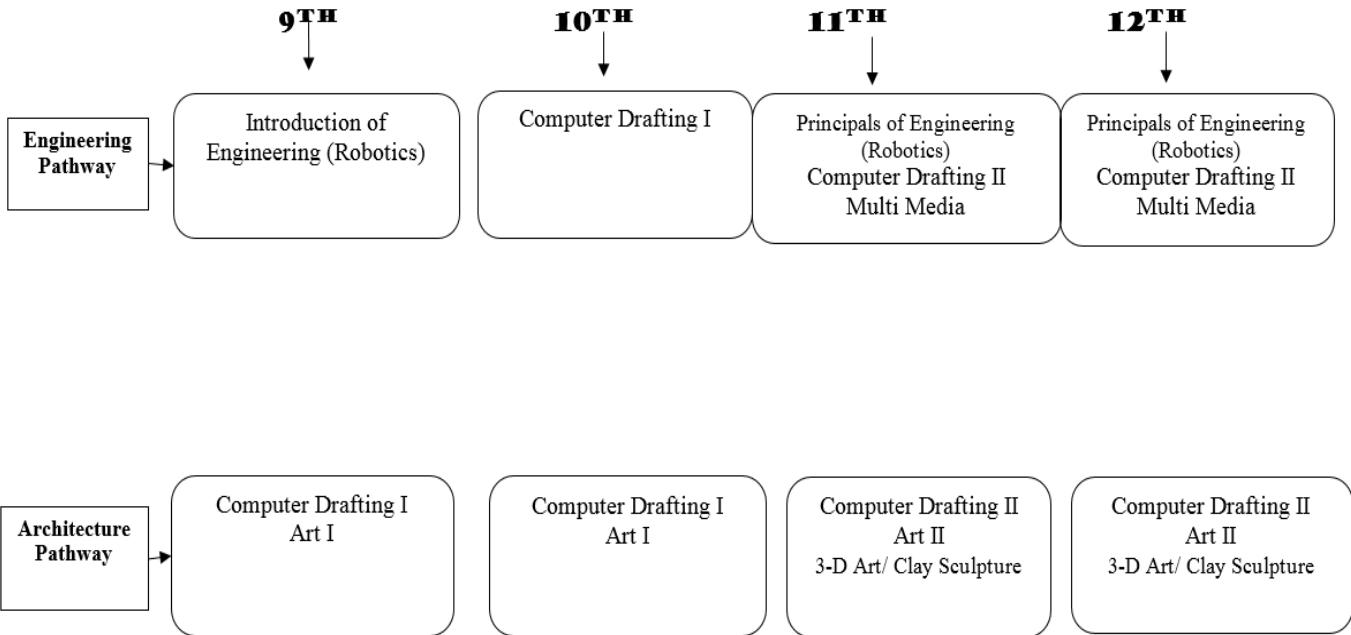 9TH 10TH 11TH 12TH
Engineering
Pathway
Introduction of
Engineering (Robotics)
Computer Drafting I
Principals of Engineering
(Robotics)
Computer Drafting II
Multi Media
Principals of Engineering
(Robotics)
Computer Drafting II
Multi Media
Architecture
Pathway
Computer Drafting I
Art I
Computer Drafting I
Art I
Computer Drafting II
Art II
3-D Art/ Clay Sculpture
Computer Drafting II
Art II
3-D Art/ Clay Sculpture